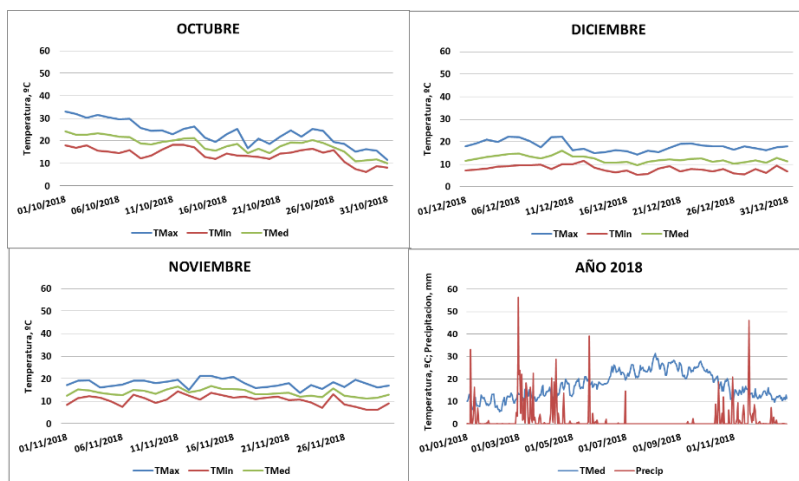 OCTUBRE
Temperatura, ºC
60
50
40
30
20
10
0
01/10/2018
06/10/2018
11/10/2018
16/10/2018
21/10/2018
26/10/2018
31/10/2018
TMax
TMin
TMed
DICIEMBRE
Temperatura, ºC
60
50
40
30
20
10
0
01/12/2018
06/12/2018
11/12/2018
16/12/2018
21/12/2018
26/12/2018
31/12/2018
TMax
TMin
TMed
NOVIEMBRE
Temperatura, ºC
60
50
40
30
20
10
0
01/11/2018
06/11/2018
11/11/2018
16/11/2018
21/11/2018
26/11/2018
TMax
TMin
TMed
AÑO 2018
Temperatura, ºC; Precipitacion, mm
60
50
40
30
20
10
0
01/01/2018
01/03/2018
01/05/2018
01/07/2018
01/09/2018
01/11/2018
TMed
Precip